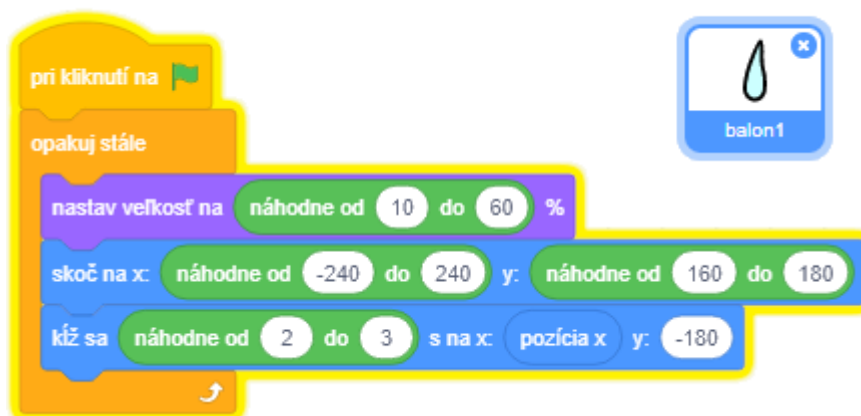 pri kliknutí na
balon1
opakuj stále
nastav veľkosť na náhodne od 10 do 60 %
skoč na x: náhodne od -240 do 240 y: náhodne od 160 do 180
kĺž sa náhodne od 2 do 3 s na x: pozícia x y: -180